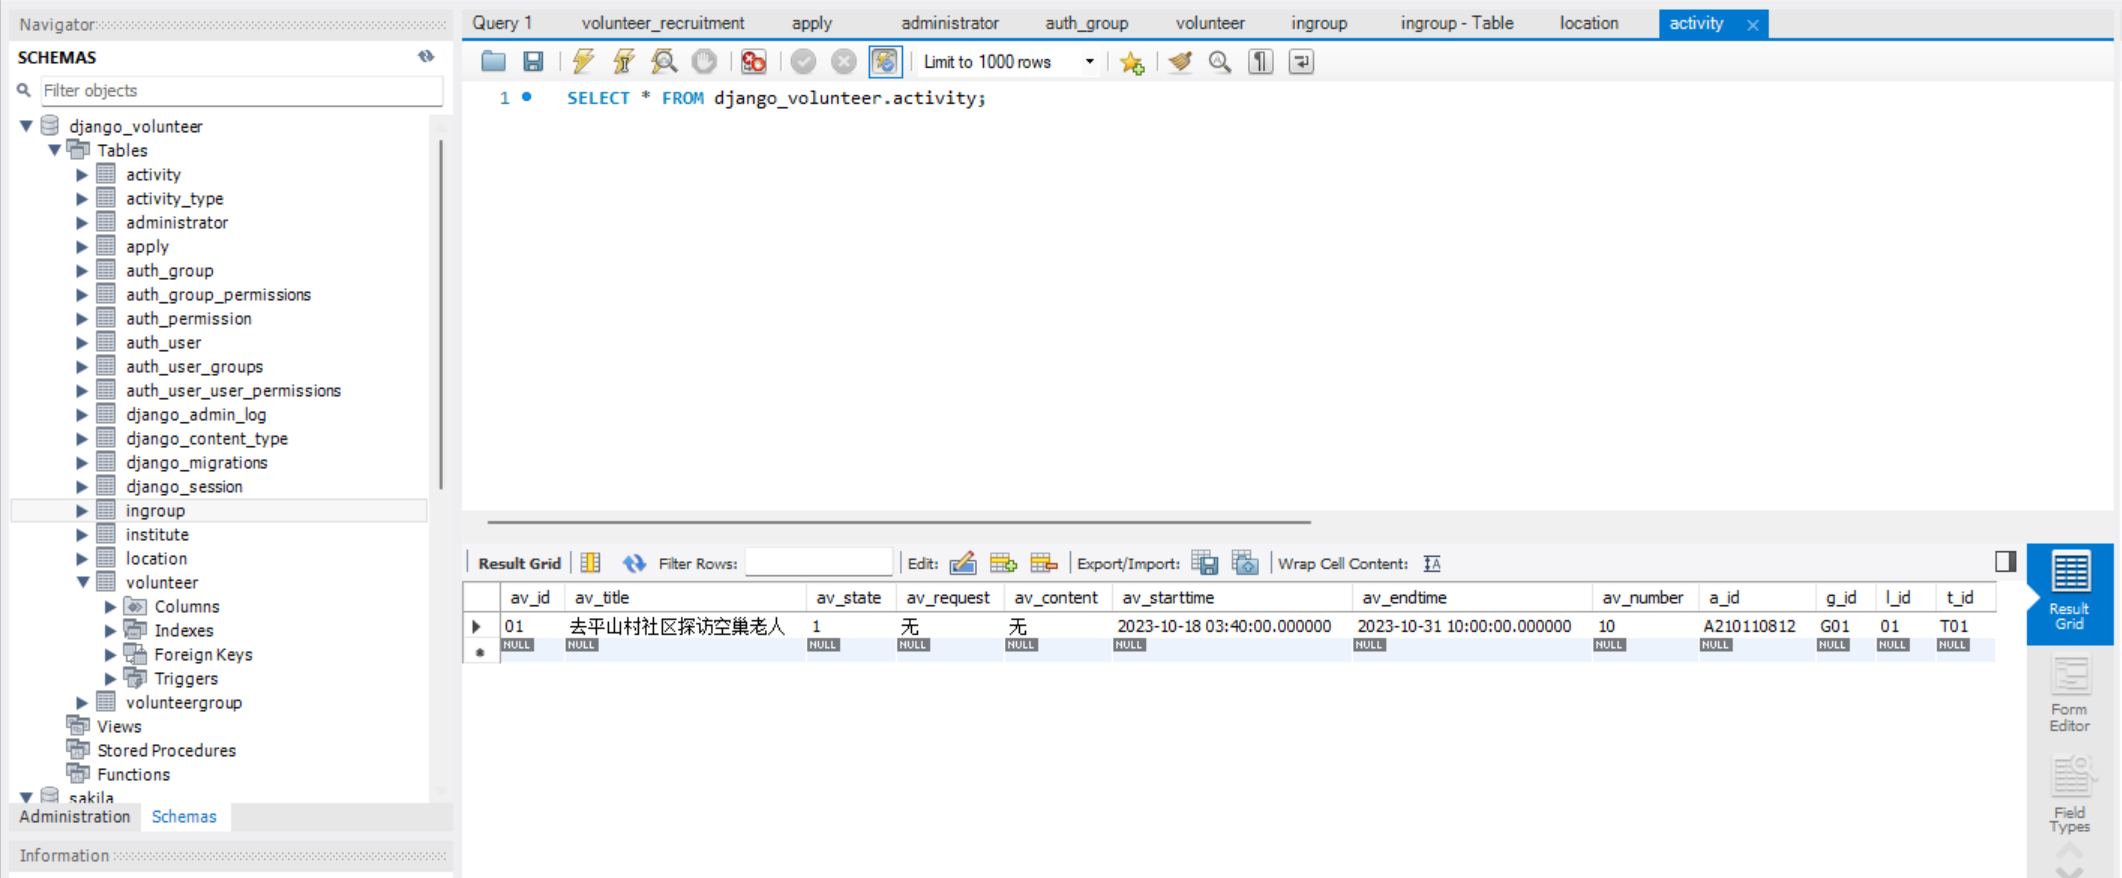 Navigator
SCHEMAS
Filter objects
django_volunteer
Tables
activity
activity_type
administrator
apply
auth_group
auth_group_permissions
auth_permission
auth_user
auth_user_groups
auth_user_user_permissions
django_admin_log
django_content_type
django_migrations
django_session
ingroup
institute
location
volunteer
Columns
Indexes
Foreign Keys
Triggers
volunteergroup
Views
Stored Procedures
Functions
sakila
Administration Schemas
Information
Query 1 volunteer_recruitment apply administrator auth_group volunteer ingroup ingroup - Table location activity
Limit to 1000 rows
1 SELECT * FROM django_volunteer.activity;
Result Grid Filter Rows: Edit: Export/Import: Wrap Cell Content:
av_id av_title av_state av_request av_content av_starttime av_endtime av_number a_id g_id l_id t_id
01 去平山村社区探访空巢老人 1 无 无 2023-10-18 03:40:00.000000 2023-10-31 10:00:00.000000 10 A210110812 G01 01 T01
NULL NULL NULL NULL NULL NULL NULL NULL NULL NULL NULL NULL
Result
Grid
Form
Editor
Field
Types